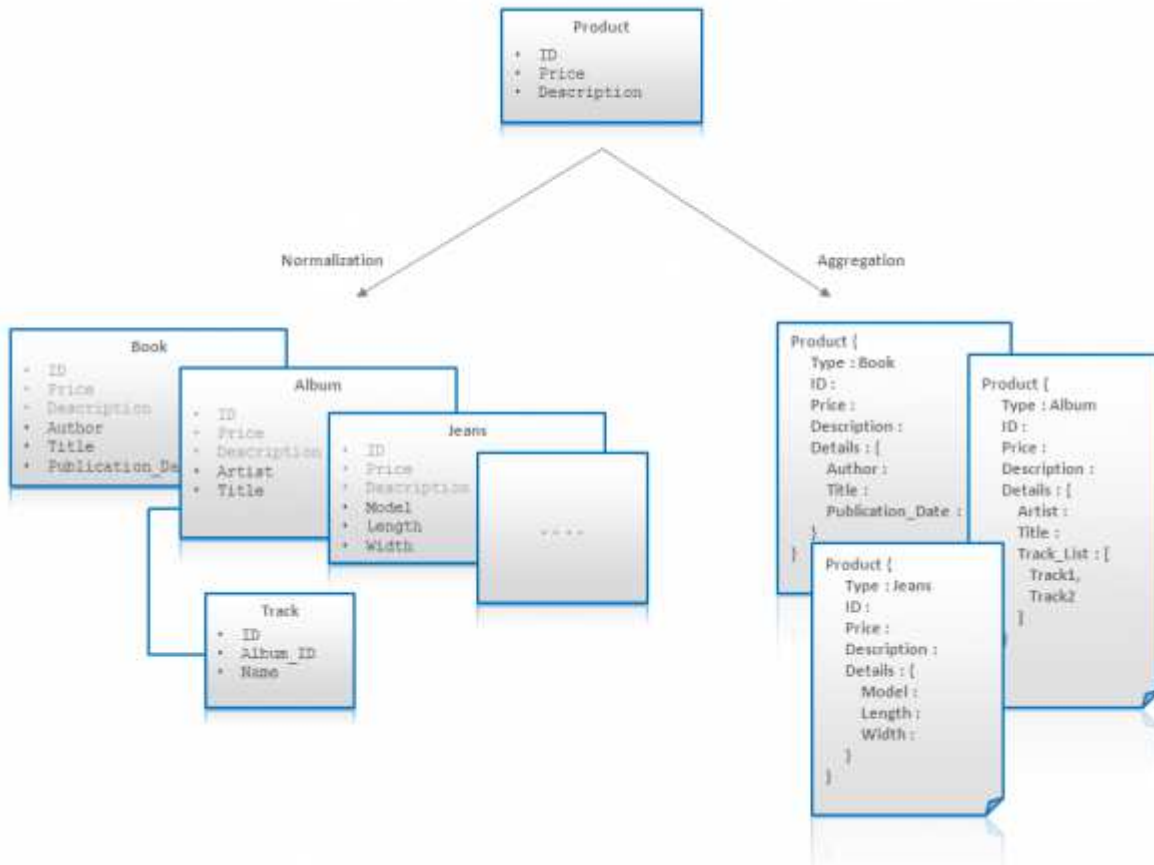 Product
• ID
• Price
• Description
Normalization
Aggregation
Book
• ID
• Price
• Description
• Author
• Title
• Publication_Da
Album
• ID
• Price
• Description
• Artist
• Title
Jeans
• ID
• Price
• Description
• Model
• Length
• Width
....
Track
• ID
• Album_ID
• Name
Product {
Type : Book
ID :
Price :
Description :
Details : {
Author :
Title :
Publication_Date :
}
}
Product {
Type : Album
ID :
Price :
Description :
Details : {
Artist :
Title :
Track_List : [
Track1,
Track2
]
}
Product {
Type : Jeans
ID :
Price :
Description :
Details : {
Model :
Length :
Width :
}
}